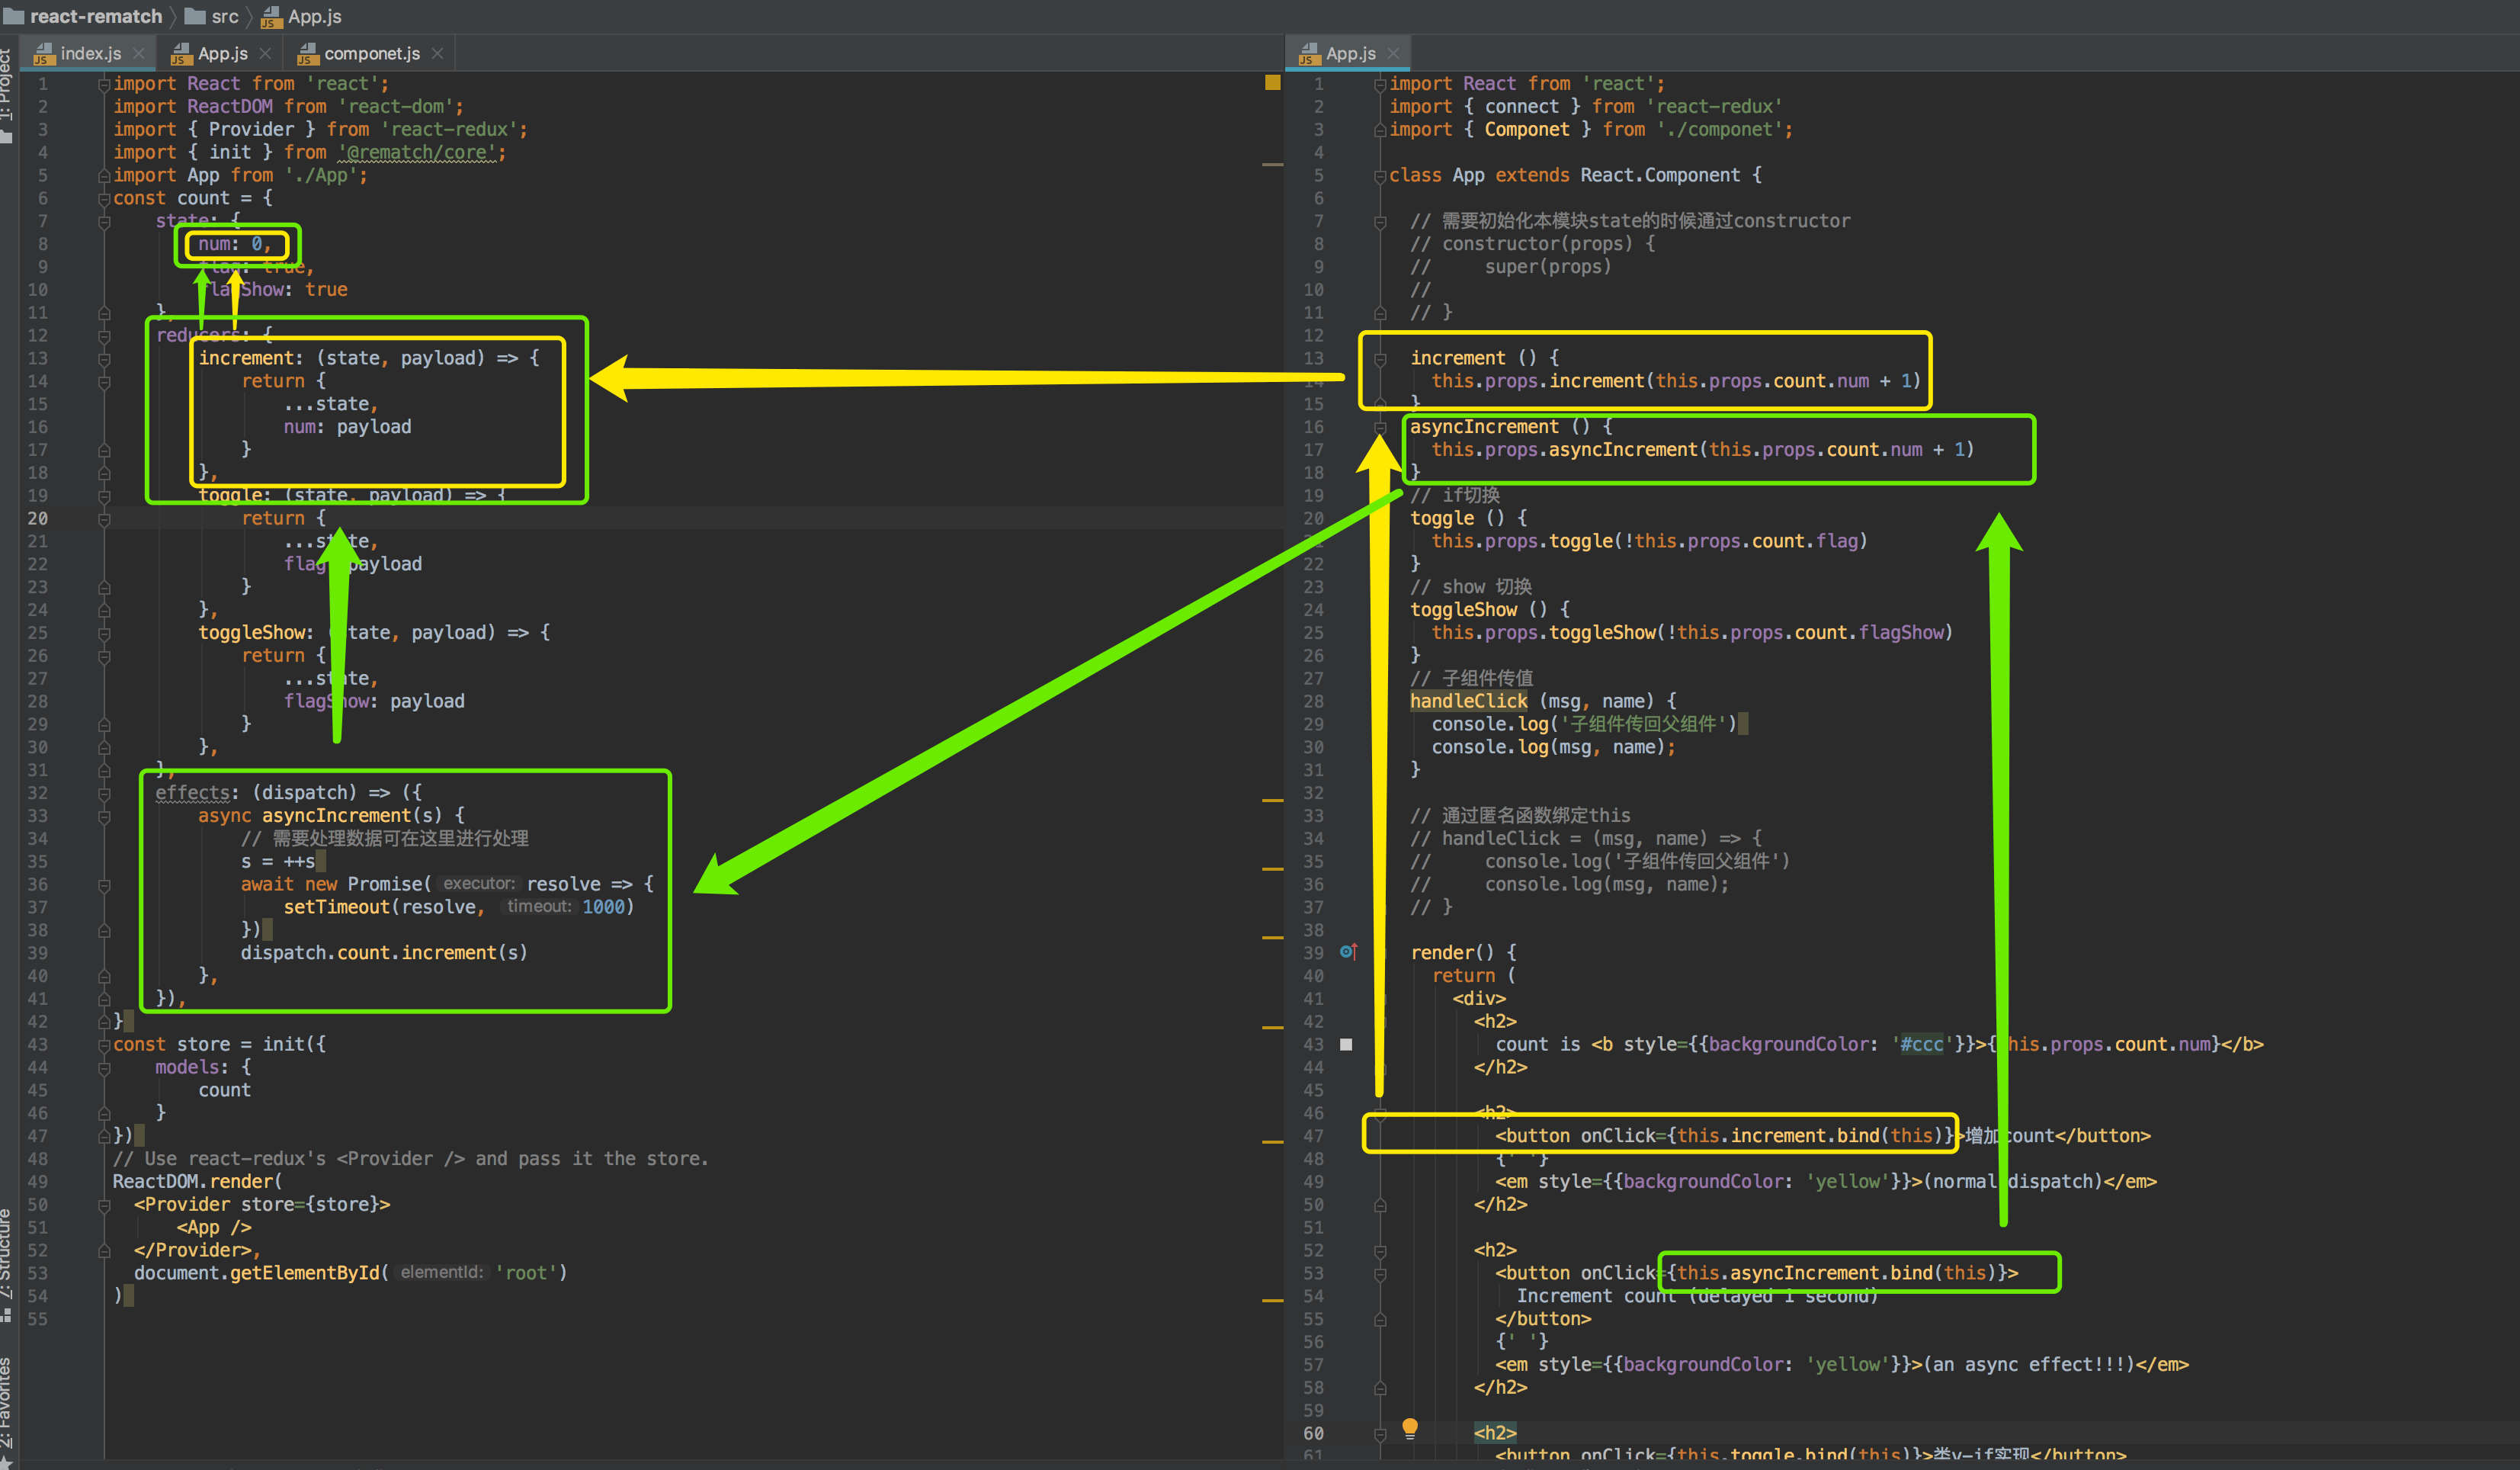 react-rematch src App.js
1: Project
7: Structure
2: Favorites
index.js App.js componet.js
1 import React from 'react';
2 import ReactDOM from 'react-dom';
3 import { Provider } from 'react-redux';
4 import { init } from '@rematch/core';
5 import App from './App';
6 const count = {
7 state: {
8 num: 0,
9 flag: true,
10 flagShow: true
11 },
12 reducers: {
13 increment: (state, payload) => {
14 return {
15 ...state,
16 num: payload
17 }
18 },
19 toggle: (state, payload) => {
20 return {
21 ...state,
22 flag: payload
23 }
24 },
25 toggleShow: (state, payload) => {
26 return {
27 ...state,
28 flagShow: payload
29 }
30 },
31 },
32 effects: (dispatch) => ({
33 async asyncIncrement(s) {
34 // 需要处理数据可在这里进行处理
35 s = ++s
36 await new Promise( executor: resolve => {
37 setTimeout(resolve, timeout: 1000)
38 })
39 dispatch.count.increment(s)
40 },
41 }),
42 }
43 const store = init({
44 models: {
45 count
46 }
47 })
48 // Use react-redux's <Provider /> and pass it the store.
49 ReactDOM.render(
50 <Provider store={store}>
51 <App />
52 </Provider>,
53 document.getElementById( elementId: 'root')
54 )
55
App.js
1 import React from 'react';
2 import { connect } from 'react-redux'
3 import { Componet } from './componet';
4
5 class App extends React.Component {
6
7 // 需要初始化本模块state的时候通过constructor
8 // constructor(props) {
9 // super(props)
10 //
11 // }
12
13 increment () {
14 this.props.increment(this.props.count.num + 1)
15 }
16 asyncIncrement () {
17 this.props.asyncIncrement(this.props.count.num + 1)
18 }
19 // if切换
20 toggle () {
21 this.props.toggle(!this.props.count.flag)
22 }
23 // show 切换
24 toggleShow () {
25 this.props.toggleShow(!this.props.count.flagShow)
26 }
27 // 子组件传值
28 handleClick (msg, name) {
29 console.log('子组件传回父组件')
30 console.log(msg, name);
31 }
32
33 // 通过匿名函数绑定this
34 // handleClick = (msg, name) => {
35 // console.log('子组件传回父组件')
36 // console.log(msg, name);
37 // }
38
39 render() {
40 return (
41 <div>
42 <h2>
43 count is <b style={{backgroundColor: '#ccc'}}>{this.props.count.num}</b>
44 </h2>
45
46 <h2>
47 <button onClick={this.increment.bind(this)}>增加count</button>
48 {' '}
49 <em style={{backgroundColor: 'yellow'}}>(normal dispatch)</em>
50 </h2>
51
52 <h2>
53 <button onClick={this.asyncIncrement.bind(this)}>
54 Increment count (delayed 1 second)
55 </button>
56 {' '}
57 <em style={{backgroundColor: 'yellow'}}>(an async effect!!!)</em>
58 </h2>
59
60 <h2>
61 <button onClick={this.toggle.bind(this)}>类v-if实现</button>